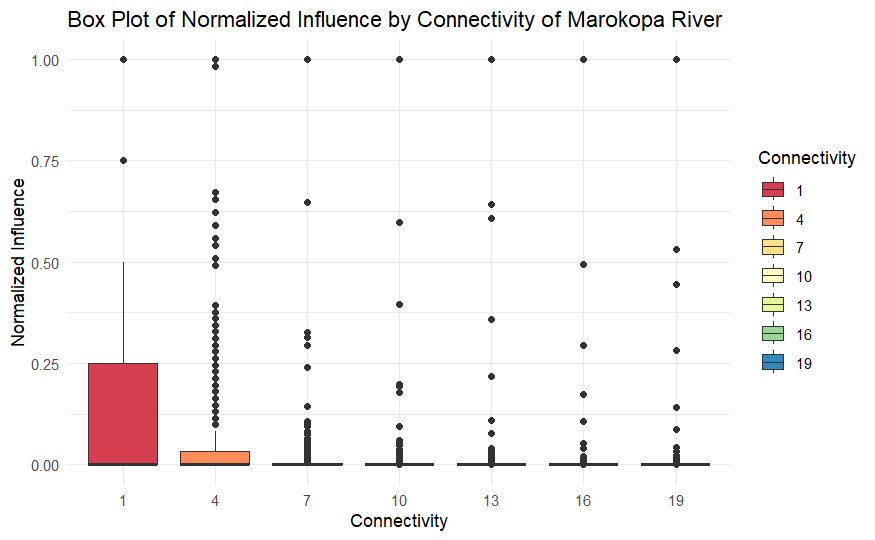 Box Plot of Normalized Influence by Connectivity of Marokopa River
Normalized Influence
1.00
0.75
0.50
0.25
0.00
1 4 7 10 13 16 19
Connectivity
Connectivity
1
4
7
10
13
16
19